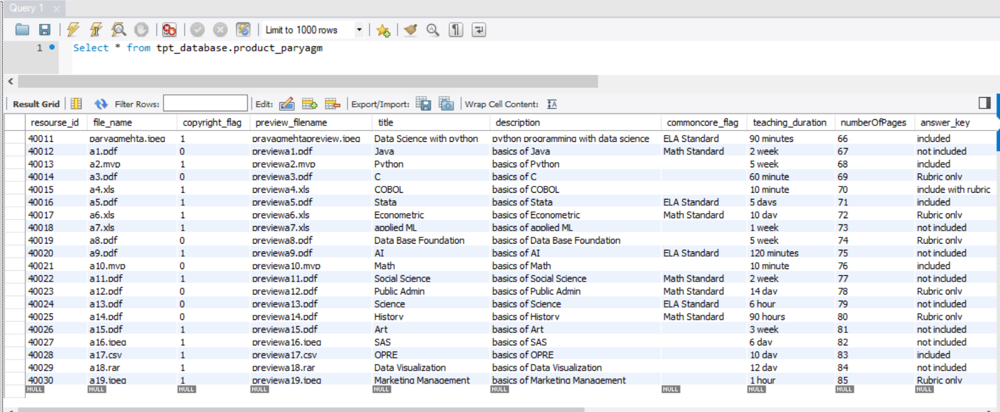 Query 1
Limit to 1000 rows
1 Select * from tpt_database.product_paryagm
Result Grid Filter Rows: Edit: Export/Import: Wrap Cell Content:
resourse_id file_name copyright_flag preview_filename title description commoncore_flag teaching_duration numberOfPages answer_key
40011 paryagmehta.jpeg 1 prayagmehtapreview.jpeg Data Science with python python programming with data science ELA Standard 90 minutes 66 included
40012 a1.pdf 0 previewa1.pdf Java basics of Java Math Standard 2 week 67 not included
40013 a2.mvp 1 previewa2.mvp Python basics of Python 5 week 68 included
40014 a3.pdf 0 previewa3.pdf C basics of C 60 minute 69 Rubric only
40015 a4.xls 1 previewa4.xls COBOL basics of COBOL 10 minute 70 include with rubric
40016 a5.pdf 1 previewa5.pdf Stata basics of Stata ELA Standard 5 days 71 included
40017 a6.xls 1 previewa6.xls Econometric basics of Econometric Math Standard 10 day 72 Rubric only
40018 a7.xls 1 previewa7.xls applied ML basics of applied ML 1 week 73 not included
40019 a8.pdf 0 previewa8.pdf Data Base Foundation basics of Data Base Foundation 5 week 74 Rubric only
40020 a9.pdf 1 previewa9.pdf AI basics of AI ELA Standard 120 minutes 75 not included
40021 a10.mvp 0 previewa10.mvp Math basics of Math 10 minute 76 included
40022 a11.pdf 1 previewa11.pdf Social Science basics of Social Science Math Standard 2 week 77 not included
40023 a12.pdf 0 previewa12.pdf Public Admin basics of Public Admin Math Standard 14 day 78 Rubric only
40024 a13.pdf 0 previewa13.pdf Science basics of Science ELA Standard 6 hour 79 not included
40025 a14.pdf 0 previewa14.pdf History basics of History Math Standard 90 hours 80 Rubric only
40026 a15.pdf 1 previewa15.pdf Art basics of Art 3 week 81 not included
40027 a16.jpeg 1 previewa16.jpeg SAS basics of SAS 6 day 82 not included
40028 a17.csv 1 previewa17.csv OPRE basics of OPRE 10 day 83 included
40029 a18.rar 1 previewa18.rar Data Visualization basics of Data Visualization 12 day 84 not included
40030 a19.jpeg 1 previewa19.jpeg Marketing Management basics of Marketing Management 1 hour 85 Rubric only
NULL NULL NULL NULL NULL NULL NULL NULL NULL NULL